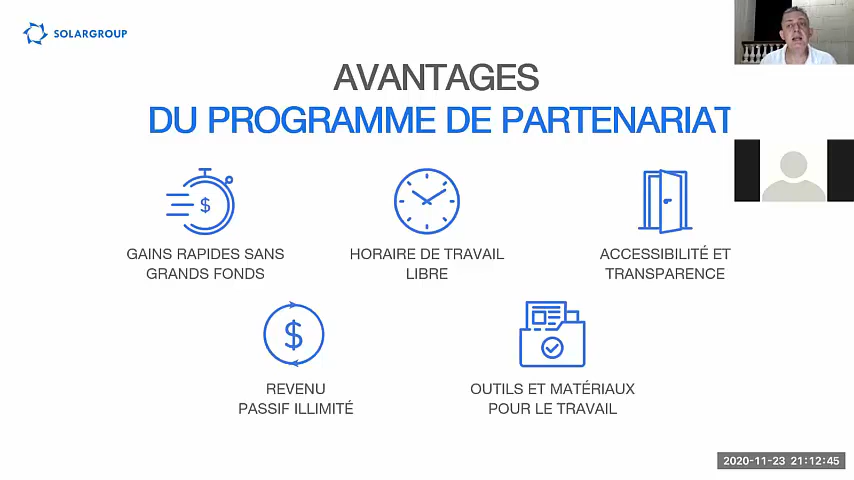 SOLARGROUP
AVANTAGES
DU PROGRAMME DE PARTENARIAT
GAINS RAPIDES SANS
GRANDS FONDS
HORAIRE DE TRAVAIL
LIBRE
ACCESSIBILITÉ ET
TRANSPARENCE
REVENU
PASSIF ILLIMITÉ
OUTILS ET MATÉRIAUX
POUR LE TRAVAIL
2020-11-23 21:12:45